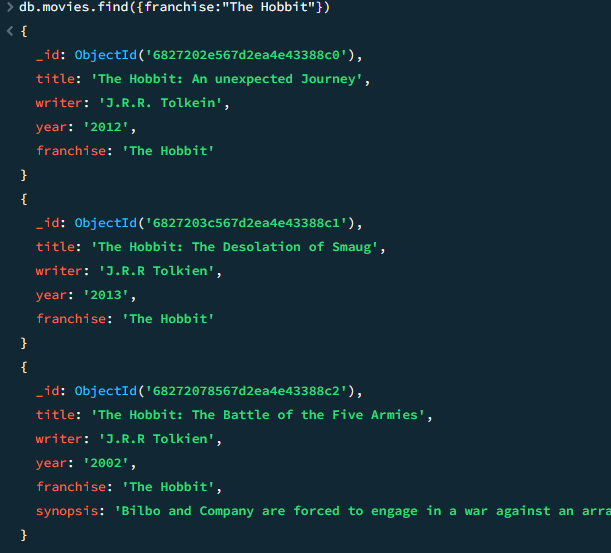 db.movies.find({franchise:"The Hobbit"})
{
_id: ObjectId('6827202e567d2ea4e43388c0'),
title: 'The Hobbit: An unexpected Journey',
writer: 'J.R.R. Tolkein',
year: '2012',
franchise: 'The Hobbit'
}
{
_id: ObjectId('6827203c567d2ea4e43388c1'),
title: 'The Hobbit: The Desolation of Smaug',
writer: 'J.R.R Tolkien',
year: '2013',
franchise: 'The Hobbit'
}
{
_id: ObjectId('68272078567d2ea4e43388c2'),
title: 'The Hobbit: The Battle of the Five Armies',
writer: 'J.R.R Tolkien',
year: '2002',
franchise: 'The Hobbit',
synopsis: 'Bilbo and Company are forced to engage in a war against an arra
}